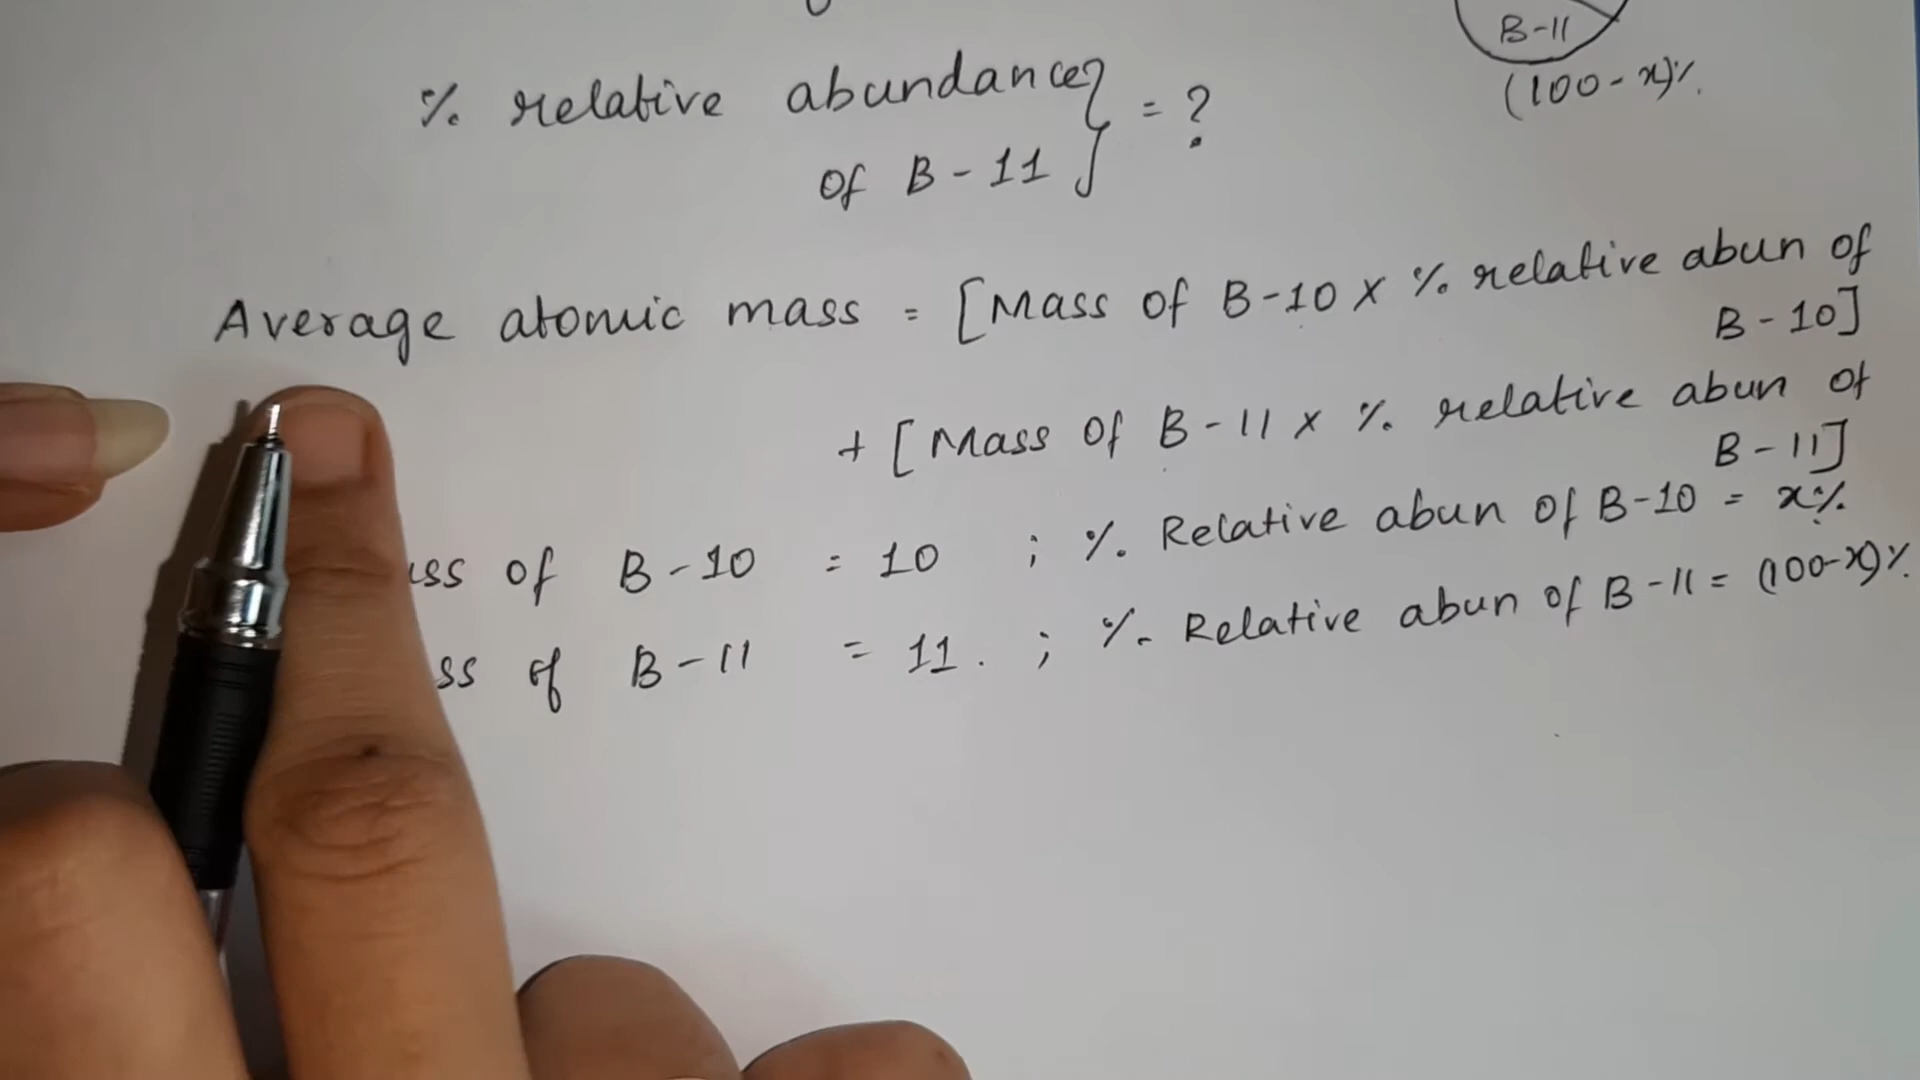 B-11
(100-x)%
% relative abundance
of B-11 } = ?
Average atomic mass = [Mass of B-10 x % relative abun of
B-10]
+ [Mass of B-11 x % relative abun of
B-11]
of B-10 = 10 ; % Relative abun of B-10 = x%
of B-11 = 11. ; % Relative abun of B-11 = (100-x)%